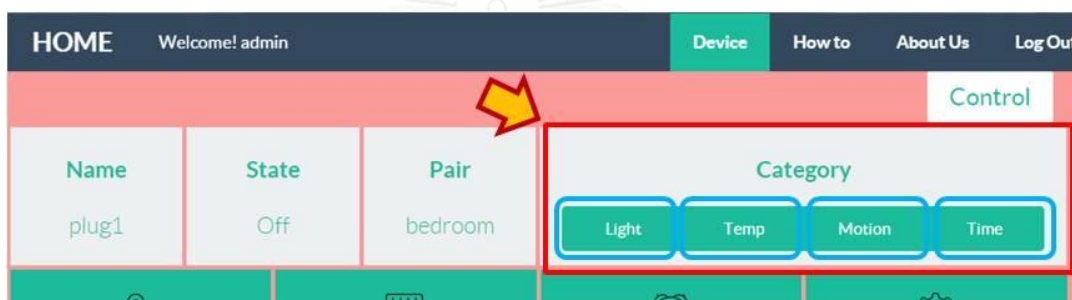 HOME Welcome! admin Device How to About Us Log Out
Control
Name State Pair Category
plug1 Off bedroom Light Temp Motion Time